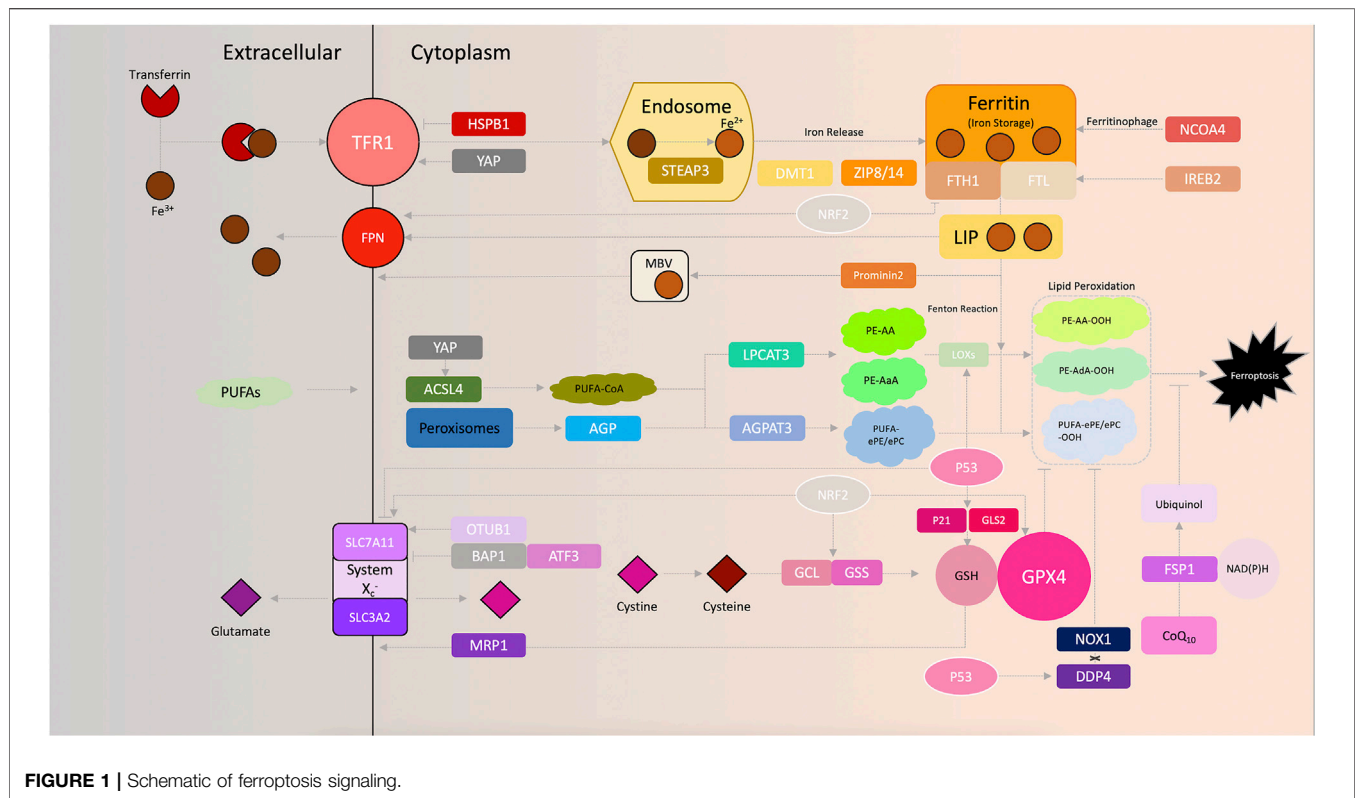 Extracellular
Cytoplasm
Transferrin
Fe3+
TFR1
HSPB1
YAP
Endosome
Fe2+
STEAP3
Iron Release
DMT1
ZIP8/14
Ferritin
(Iron Storage)
FTH1
FTL
Ferritinophage
NCOA4
IREB2
NRF2
FPN
LIP
MBV
Prominin2
Fenton Reaction
Lipid Peroxidation
YAP
ACSL4
PUFAs
PUFA-CoA
Peroxisomes
AGP
LPCAT3
AGPAT3
PE-AA
PE-AaA
PUFA-
ePE/ePC
LOXs
PE-AA-OOH
PE-AdA-OOH
PUFA-ePE/ePC
-OOH
Ferroptosis
P53
NRF2
P21
GLS2
SLC7A11
System
Xc-
SLC3A2
OTUB1
BAP1
ATF3
Glutamate
MRP1
Cystine
Cysteine
GCL
GSS
GSH
GPX4
P53
NOX1
DDP4
Ubiquinol
FSP1
NAD(P)H
CoQ10
FIGURE 1 | Schematic of ferroptosis signaling.